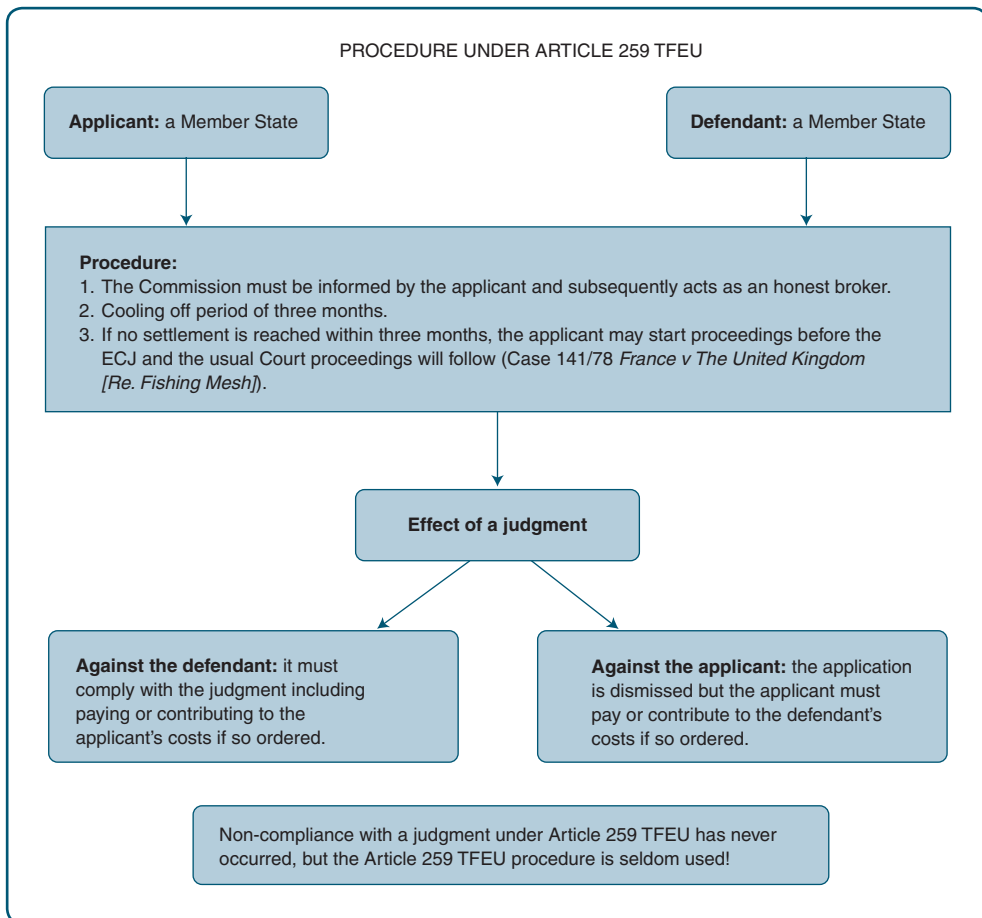 PROCEDURE UNDER ARTICLE 259 TFEU
Applicant: a Member State
Defendant: a Member State
Procedure:
1. The Commission must be informed by the applicant and subsequently acts as an honest broker.
2. Cooling off period of three months.
3. If no settlement is reached within three months, the applicant may start proceedings before the
ECJ and the usual Court proceedings will follow (Case 141/78 France v The United Kingdom
[Re. Fishing Mesh]).
Effect of a judgment
Against the defendant: it must
comply with the judgment including
paying or contributing to the
applicant's costs if so ordered.
Against the applicant: the application
is dismissed but the applicant must
pay or contribute to the defendant's
costs if so ordered.
Non-compliance with a judgment under Article 259 TFEU has never
occurred, but the Article 259 TFEU procedure is seldom used!